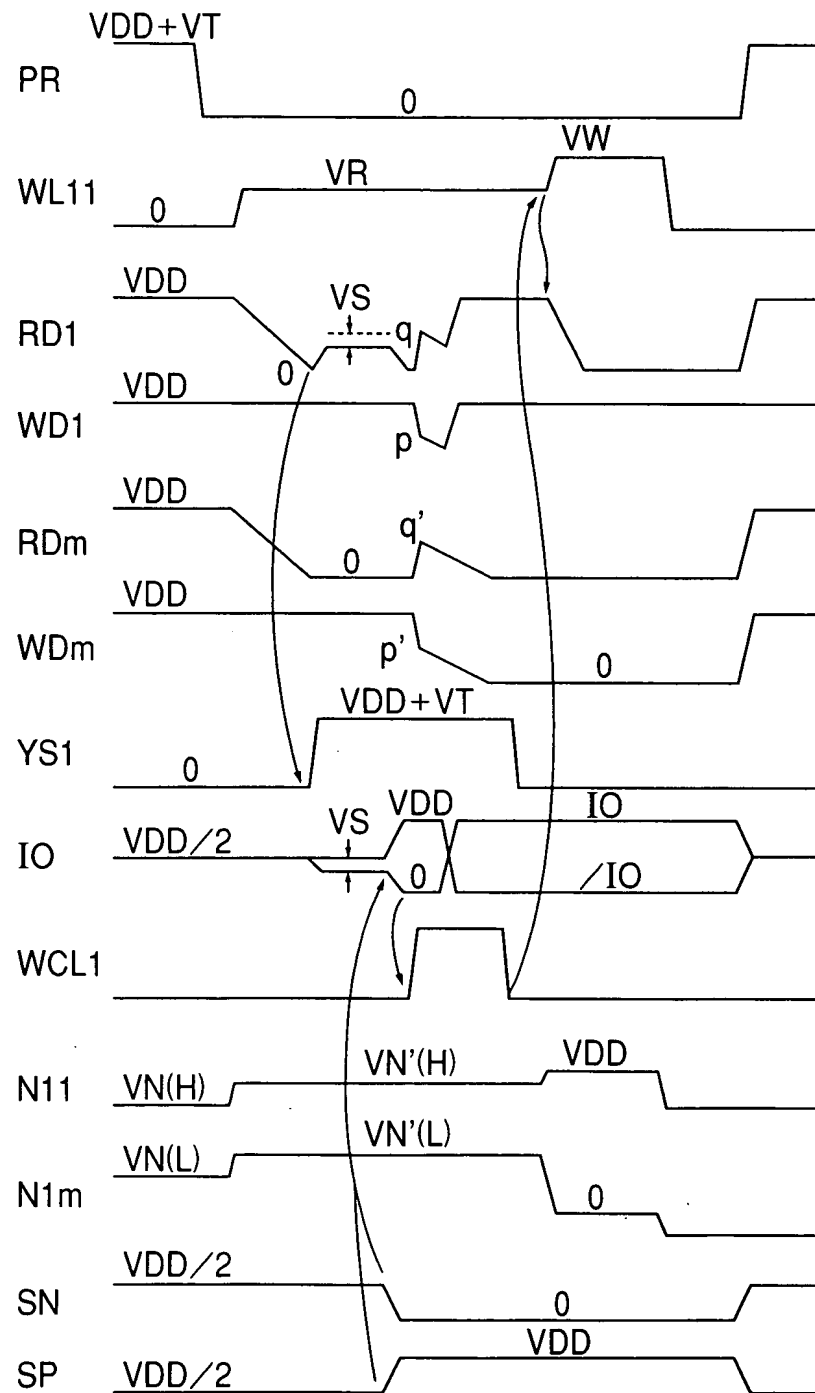 VDD+VT
PR
0
VW
VR
WL11
0
VDD
VS
q
RD1
0
VDD
WD1
p
VDD
q’
RDm
0
VDD
WDm
p’
0
VDD+VT
YS1
0
VDD
IO
VS
VDD/2
IO
0
/IO
WCL1
VDD
VN'(H)
N11
VN(H)
VN'(L)
VN(L)
N1m
0
VDD/2
SN
0
VDD
SP
VDD/2